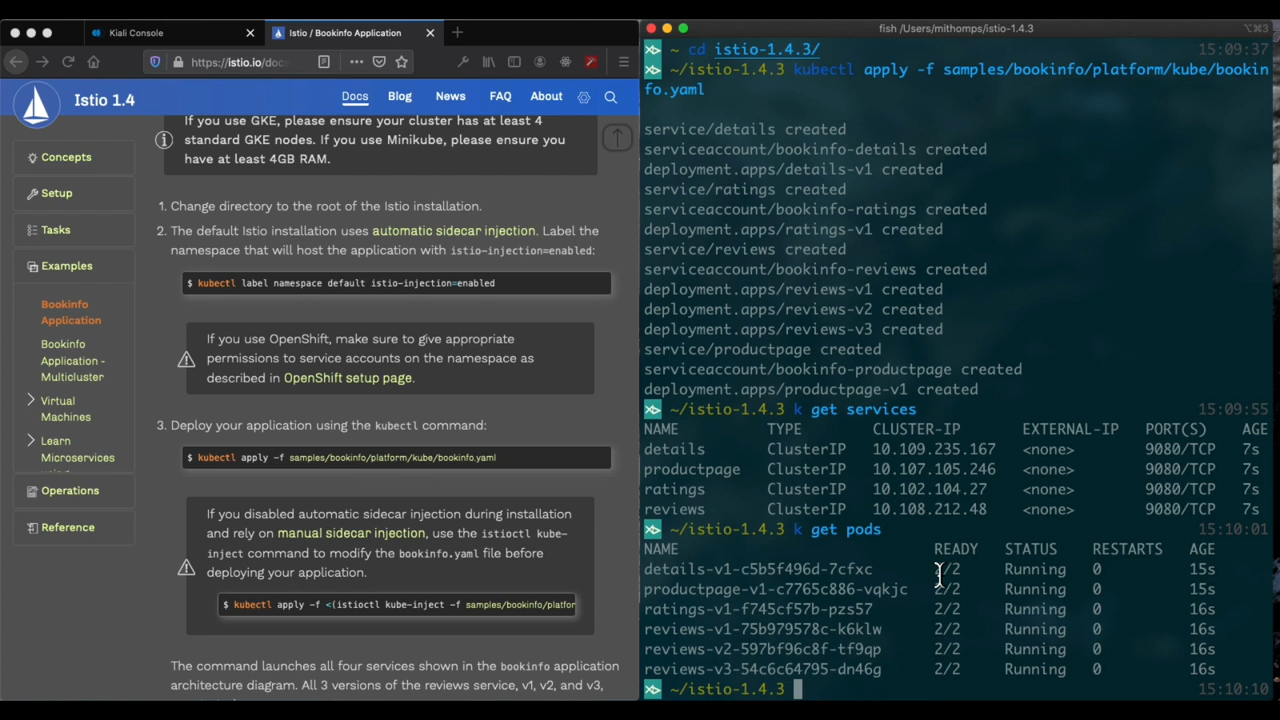 Kiali Console
Istio / Bookinfo Application
https://istio.io/doc
Istio 1.4
Docs
Blog
News
FAQ
About
Concepts
Setup
Tasks
Examples
Bookinfo
Application
Bookinfo
Application -
Multicluster
Virtual
Machines
Learn
Microservices
Operations
Reference
If you use GKE, please ensure your cluster has at least 4
standard GKE nodes. If you use Minikube, please ensure you
have at least 4GB RAM.
1. Change directory to the root of the Istio installation.
2. The default Istio installation uses automatic sidecar injection. Label the
namespace that will host the application with istio-injection=enabled:
$ kubectl label namespace default istio-injection=enabled
If you use OpenShift, make sure to give appropriate
permissions to service accounts on the namespace as
described in OpenShift setup page.
3. Deploy your application using the kubectl command:
$ kubectl apply -f samples/bookinfo/platform/kube/bookinfo.yaml
If you disabled automatic sidecar injection during installation
and rely on manual sidecar injection, use the istioctl kube-
inject command to modify the bookinfo.yaml file before
deploying your application.
$ kubectl apply -f <(istioctl kube-inject -f samples/bookinfo/platfor
The command launches all four services shown in the bookinfo application
architecture diagram. All 3 versions of the reviews service, v1, v2, and v3,
fish /Users/mithomps/istio-1.4.3
⌥⌘3
~ cd istio-1.4.3/ 15:09:37
~/istio-1.4.3 kubectl apply -f samples/bookinfo/platform/kube/bookin
fo.yaml
service/details created
serviceaccount/bookinfo-details created
deployment.apps/details-v1 created
service/ratings created
serviceaccount/bookinfo-ratings created
deployment.apps/ratings-v1 created
service/reviews created
serviceaccount/bookinfo-reviews created
deployment.apps/reviews-v1 created
deployment.apps/reviews-v2 created
deployment.apps/reviews-v3 created
service/productpage created
serviceaccount/bookinfo-productpage created
deployment.apps/productpage-v1 created
~/istio-1.4.3 k get services 15:09:55
NAME TYPE CLUSTER-IP EXTERNAL-IP PORT(S) AGE
details ClusterIP 10.109.235.167 <none> 9080/TCP 7s
productpage ClusterIP 10.107.105.246 <none> 9080/TCP 7s
ratings ClusterIP 10.102.104.27 <none> 9080/TCP 7s
reviews ClusterIP 10.108.212.48 <none> 9080/TCP 7s
~/istio-1.4.3 k get pods 15:10:01
NAME READY STATUS RESTARTS AGE
details-v1-c5b5f496d-7cfxc 2/2 Running 0 15s
productpage-v1-c7765c886-vqkjc 2/2 Running 0 15s
ratings-v1-f745cf57b-pzs57 2/2 Running 0 16s
reviews-v1-75b979578c-k6klw 2/2 Running 0 16s
reviews-v2-597bf96c8f-tf9qp 2/2 Running 0 16s
reviews-v3-54c6c64795-dn46g 2/2 Running 0 16s
~/istio-1.4.3 15:10:10